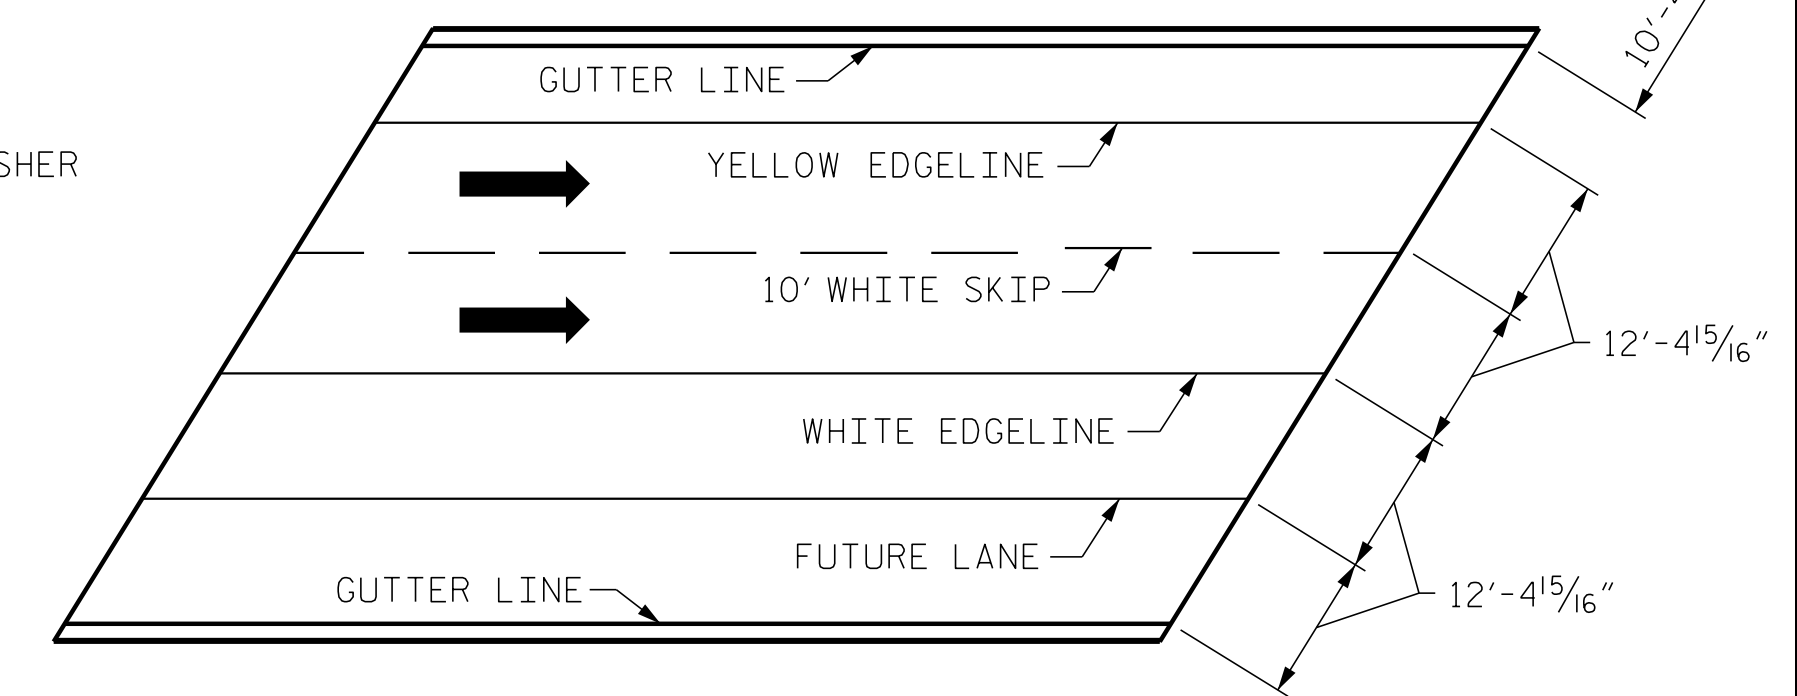 GUTTER LINE
SHER
YELLOW EDGELINE
10' WHITE SKIP
12'-4 15/16"
WHITE EDGELINE
FUTURE LANE
GUTTER LINE
12'-4 15/16"